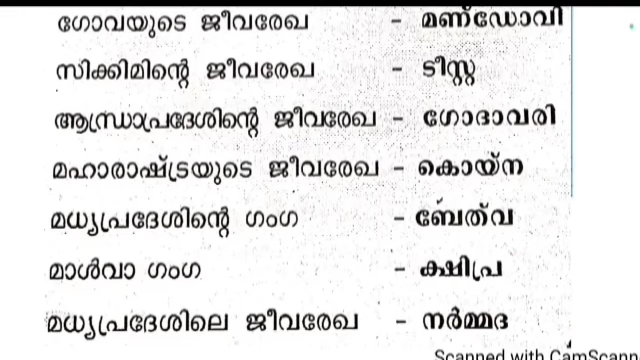 ഗോവയുടെ ജീവരേഖ - മണ്ഡോവി
സിക്കിമിന്റെ ജീവരേഖ - ടീസ്റ്റ
ആന്ധ്രാപ്രദേശിന്റെ ജീവരേഖ - ഗോദാവരി
മഹാരാഷ്ട്രയുടെ ജീവരേഖ - കൊയ്ന
മധ്യപ്രദേശിന്റെ ഗംഗ - ബേത്വ
മാൾവാ ഗംഗ - ക്ഷിപ്ര
മധ്യപ്രദേശിലെ ജീവരേഖ - നർമ്മദ
Scanned with CamScann